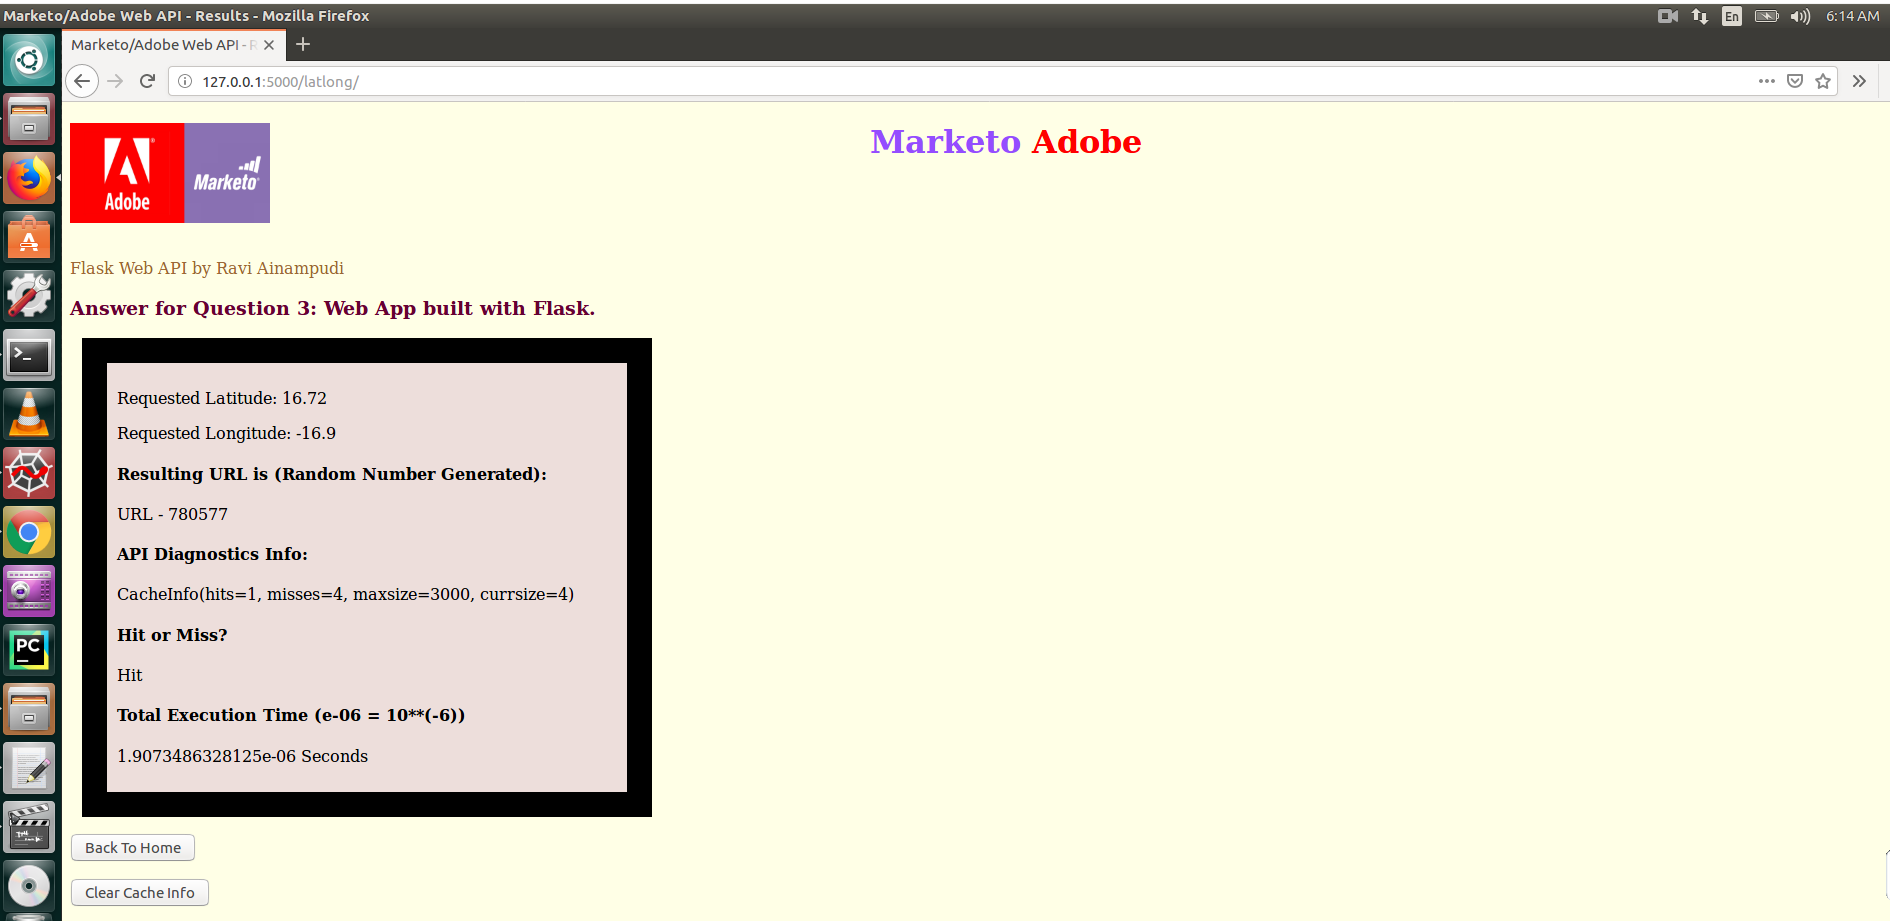 Marketo/Adobe Web API - Results - Mozilla Firefox
En
6:14 AM
Marketo/Adobe Web API - R
127.0.0.1:5000/latlong/
Adobe
Marketo
Marketo Adobe
Flask Web API by Ravi Ainampudi
Answer for Question 3: Web App built with Flask.
Requested Latitude: 16.72
Requested Longitude: -16.9
Resulting URL is (Random Number Generated):
URL - 780577
API Diagnostics Info:
CacheInfo(hits=1, misses=4, maxsize=3000, currsize=4)
Hit or Miss?
Hit
Total Execution Time (e-06 = 10**(-6))
1.9073486328125e-06 Seconds
PC
Back To Home
Clear Cache Info